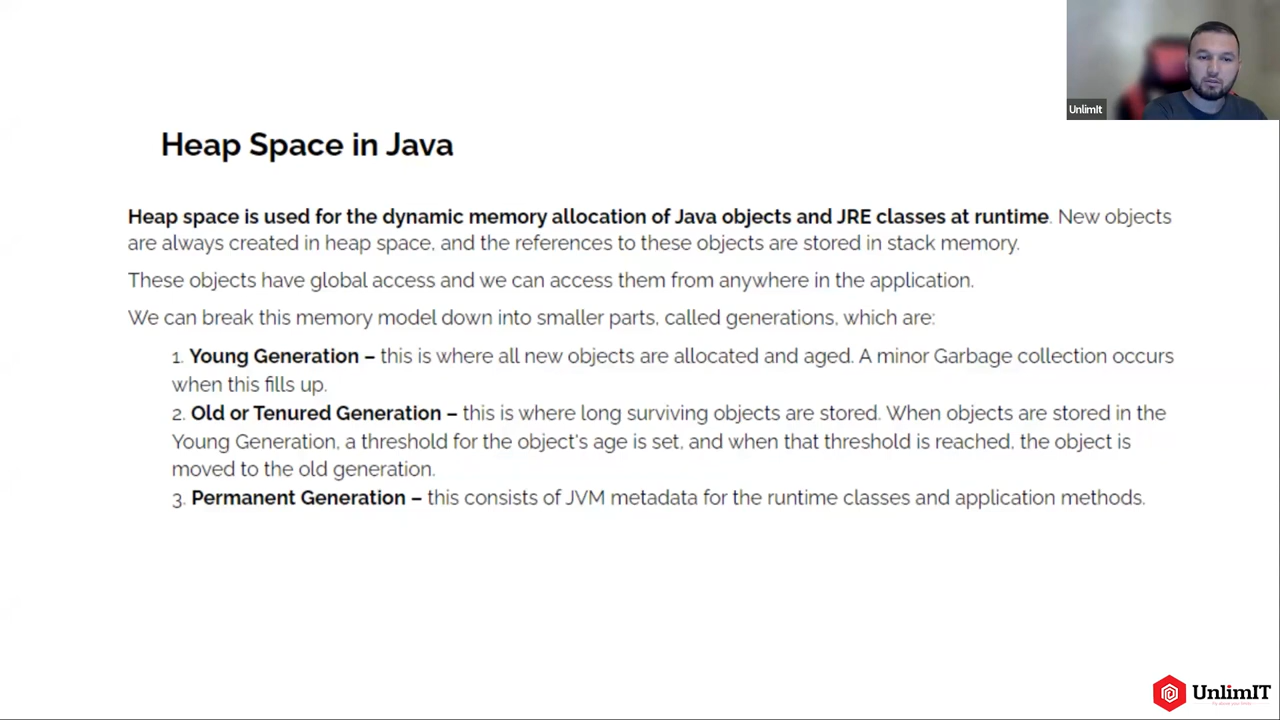 UnlimIt
Heap Space in Java
Heap space is used for the dynamic memory allocation of Java objects and JRE classes at runtime. New objects
are always created in heap space, and the references to these objects are stored in stack memory.
These objects have global access and we can access them from anywhere in the application.
We can break this memory model down into smaller parts, called generations, which are:
1. Young Generation – this is where all new objects are allocated and aged. A minor Garbage collection occurs
when this fills up.
2. Old or Tenured Generation – this is where long surviving objects are stored. When objects are stored in the
Young Generation, a threshold for the object's age is set, and when that threshold is reached, the object is
moved to the old generation.
3. Permanent Generation – this consists of JVM metadata for the runtime classes and application methods.
UnlimIT